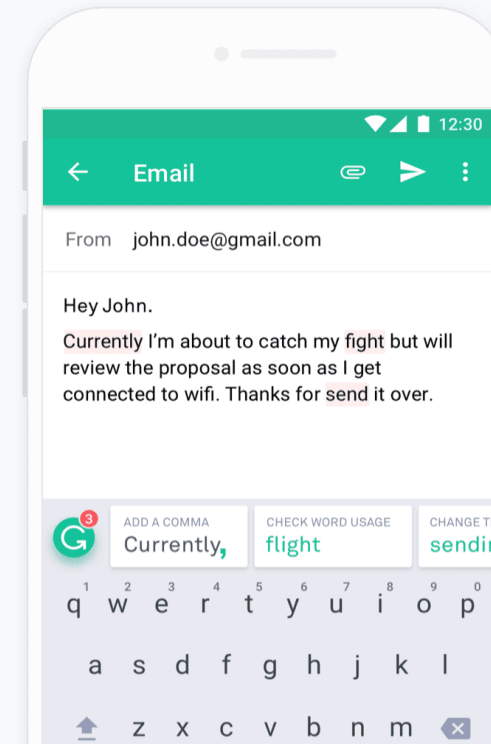 12:30
Email
From john.doe@gmail.com
Hey John.
Currently I'm about to catch my fight but will
review the proposal as soon as I get
connected to wifi. Thanks for send it over.
3
ADD A COMMA CHECK WORD USAGE CHANGE T
Currently, flight sendin
1 2 3 4 5 6 7 8 9 0
q w e r t y u i o p
a s d f g h j k l
z x c v b n m